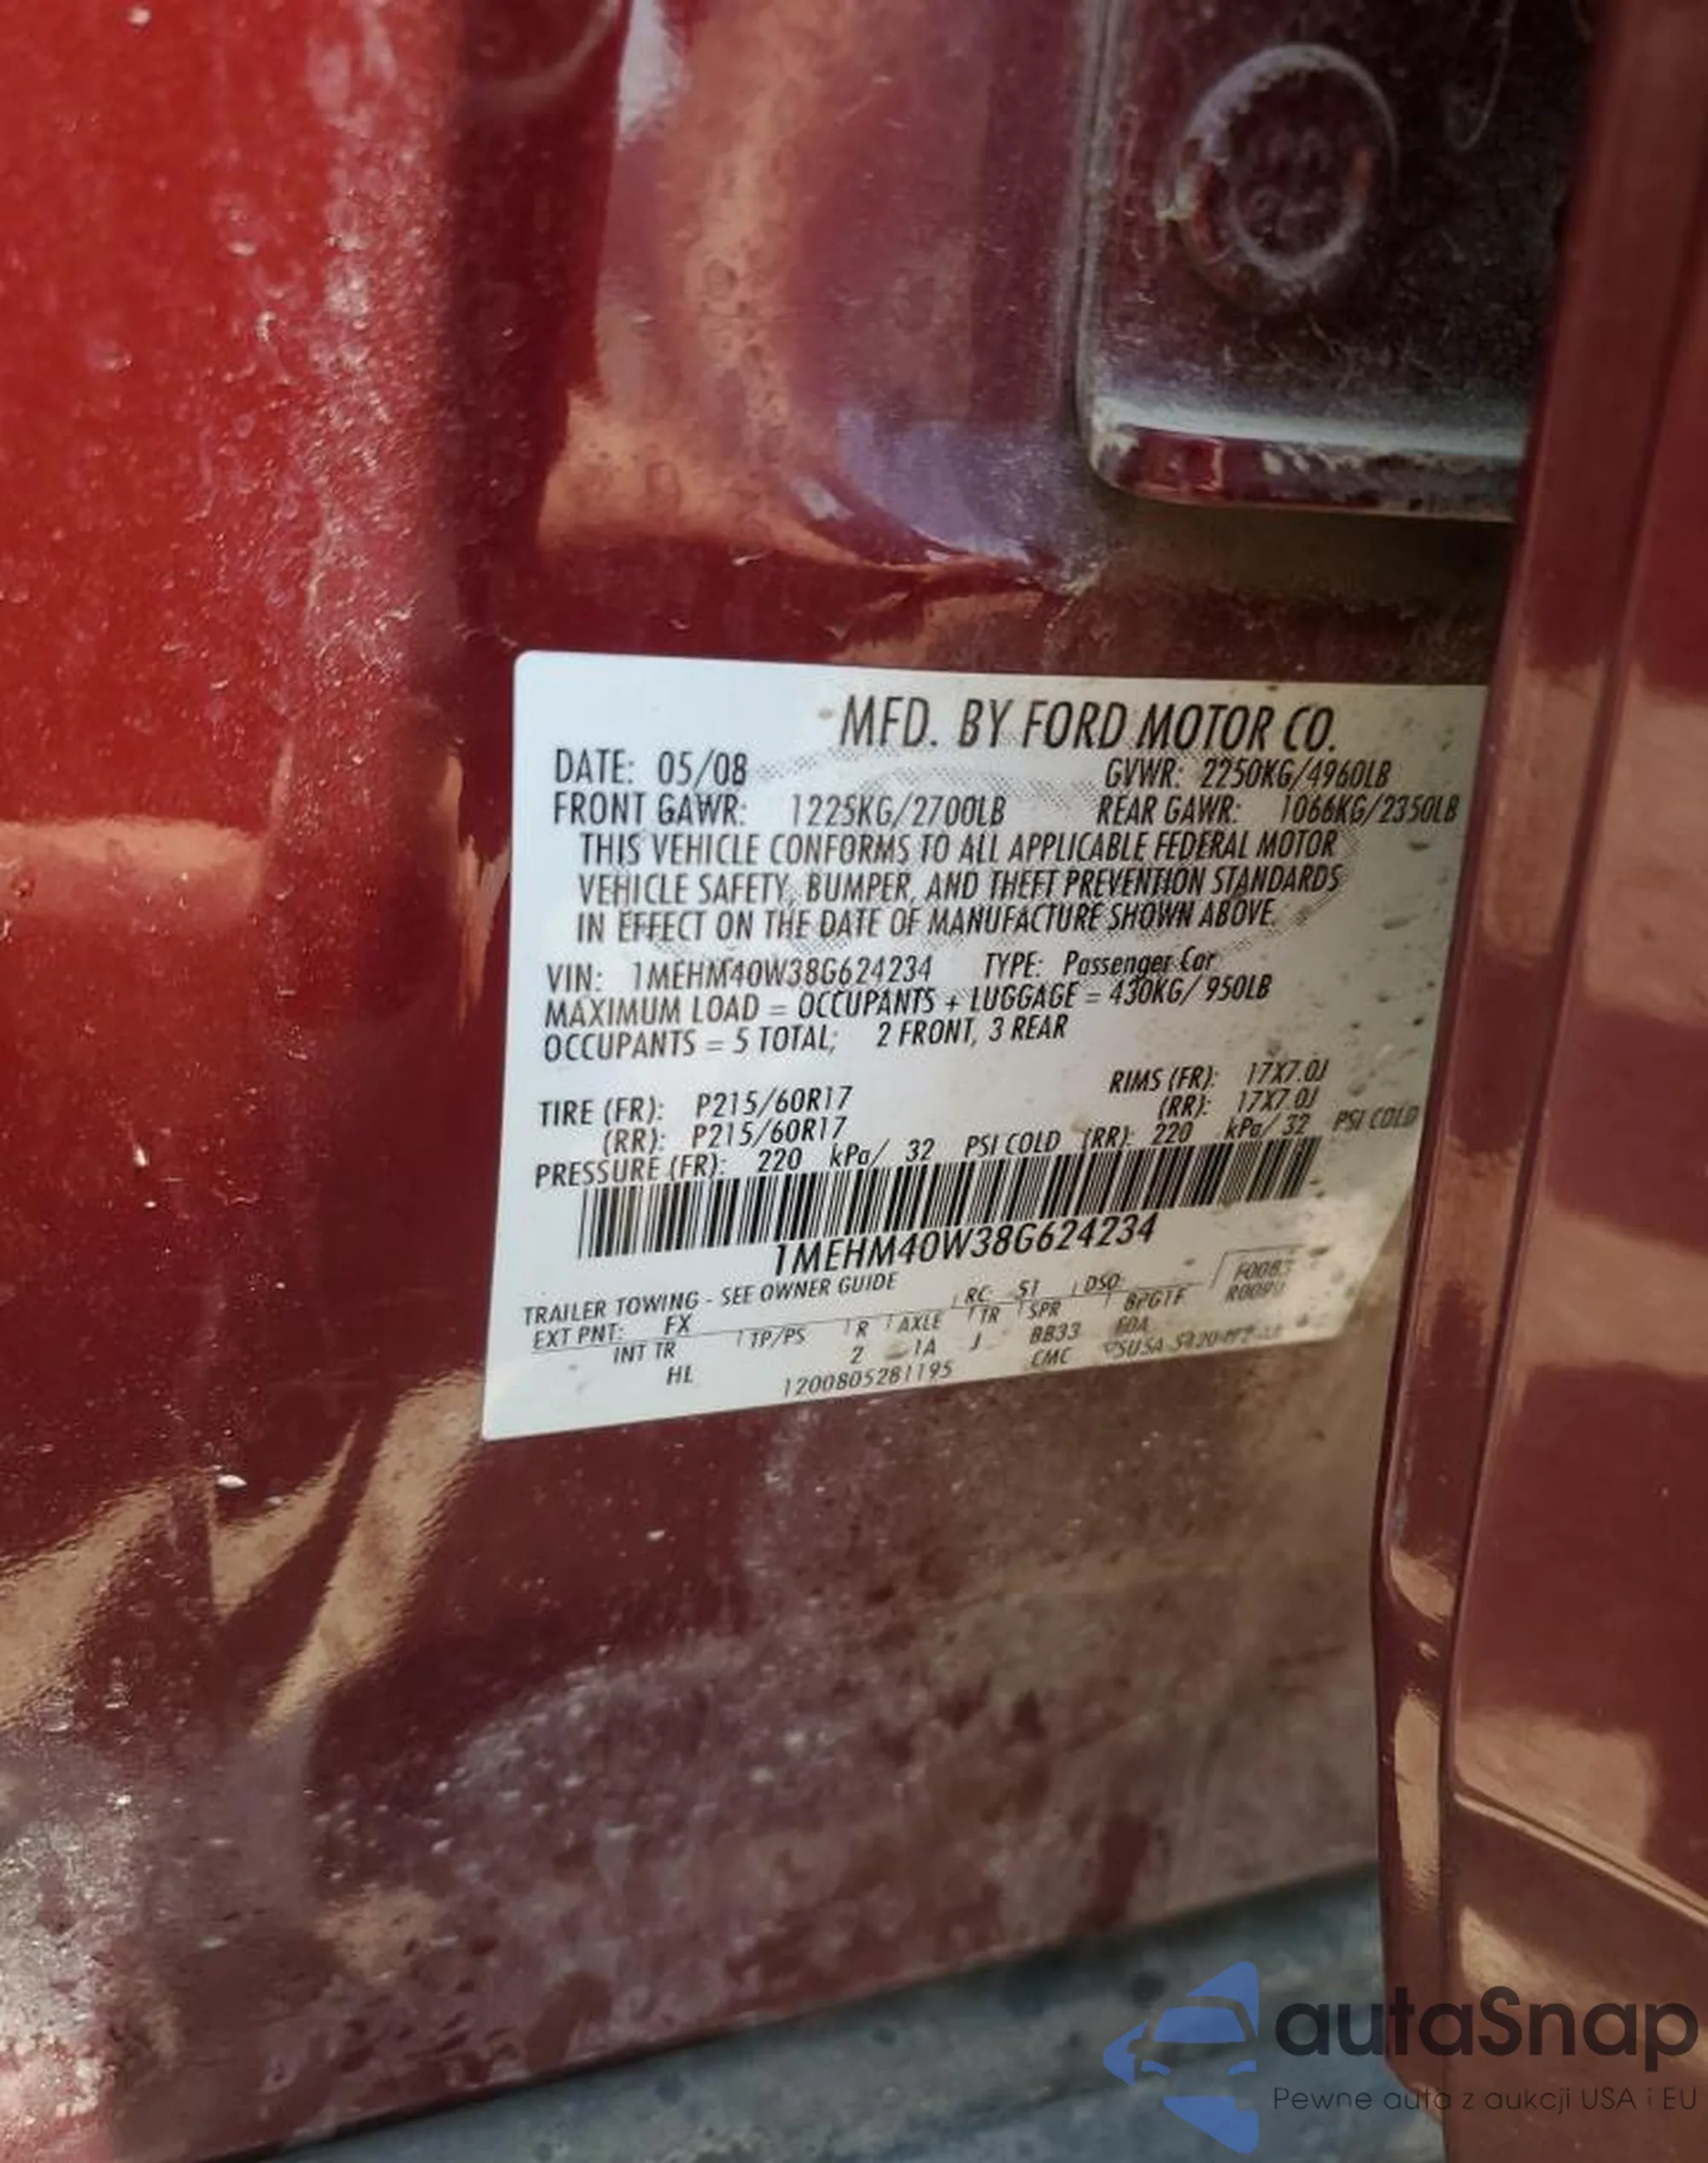 MFD. BY FORD MOTOR CO.
DATE: 05/08 GVWR: 2250KG/4960LB
FRONT GAWR: 1225KG/2700LB REAR GAWR: 1066KG/2350LB
THIS VEHICLE CONFORMS TO ALL APPLICABLE FEDERAL MOTOR
VEHICLE SAFETY, BUMPER, AND THEFT PREVENTION STANDARDS
IN EFFECT ON THE DATE OF MANUFACTURE SHOWN ABOVE.
VIN: 1MEHM40W38G624234 TYPE: Passenger Car
MAXIMUM LOAD = OCCUPANTS + LUGGAGE = 430KG/ 950LB
OCCUPANTS = 5 TOTAL; 2 FRONT, 3 REAR
TIRE (FR): P215/60R17 RIMS (FR): 17X7.0J
(RR): P215/60R17 (RR): 17X7.0J
PRESSURE (FR): 220 kPa/ 32 PSI COLD (RR): 220 kPa/ 32 PSI COLD
1MEHM40W38G624234
TRAILER TOWING - SEE OWNER GUIDE
EXT PNT: FX RC: 51 DSO:
INT TR TP/PS R AXLE TR SPR
HL 2 1A J BB33
1200805281195 CMC
autaSnap
Pewne auta z aukcji USA i EU